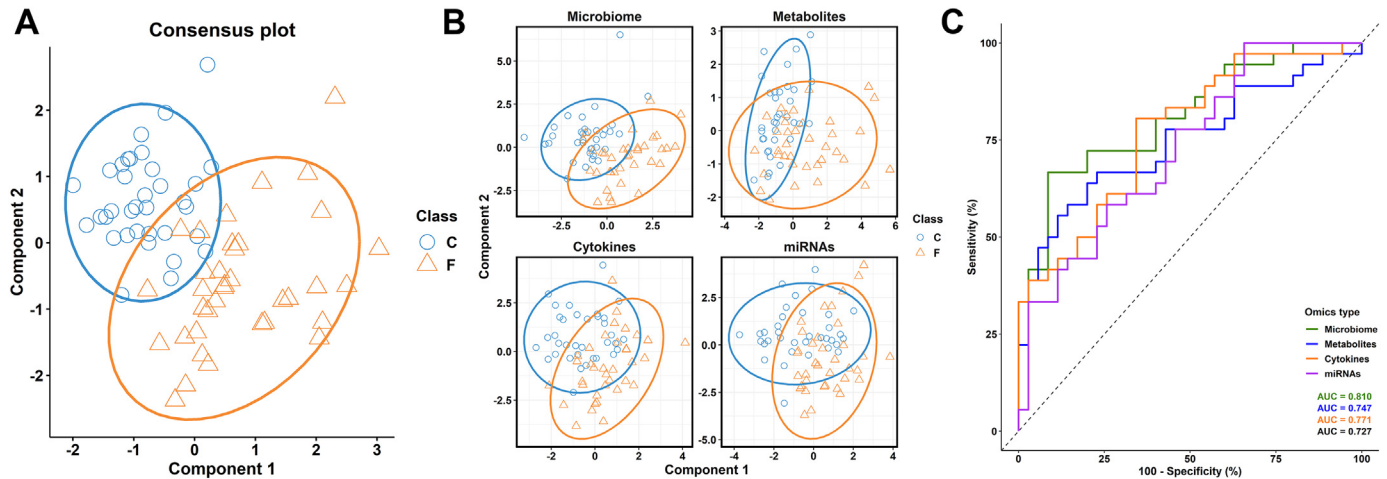 A
Consensus plot
2
1
0
-1
-2
Component 2
-2
-1
0
1
2
3
Component 1
Class
C
F
B
Microbiome
5.0
2.5
0.0
-2.5
-2.5
0.0
2.5
Metabolites
3
2
1
0
-1
-2
-4
-2
0
2
4
6
Component 2
Cytokines
2.5
0.0
-2.5
-2
0
2
4
miRNAs
2.5
0.0
-2.5
-5.0
-4
-2
0
2
4
Component 1
Class
C
F
C
100
75
50
25
0
Sensitivity (%)
0
25
50
75
100
100 - Specificity (%)
Omics type
Microbiome
Metabolites
Cytokines
miRNAs
AUC = 0.810
AUC = 0.747
AUC = 0.771
AUC = 0.727